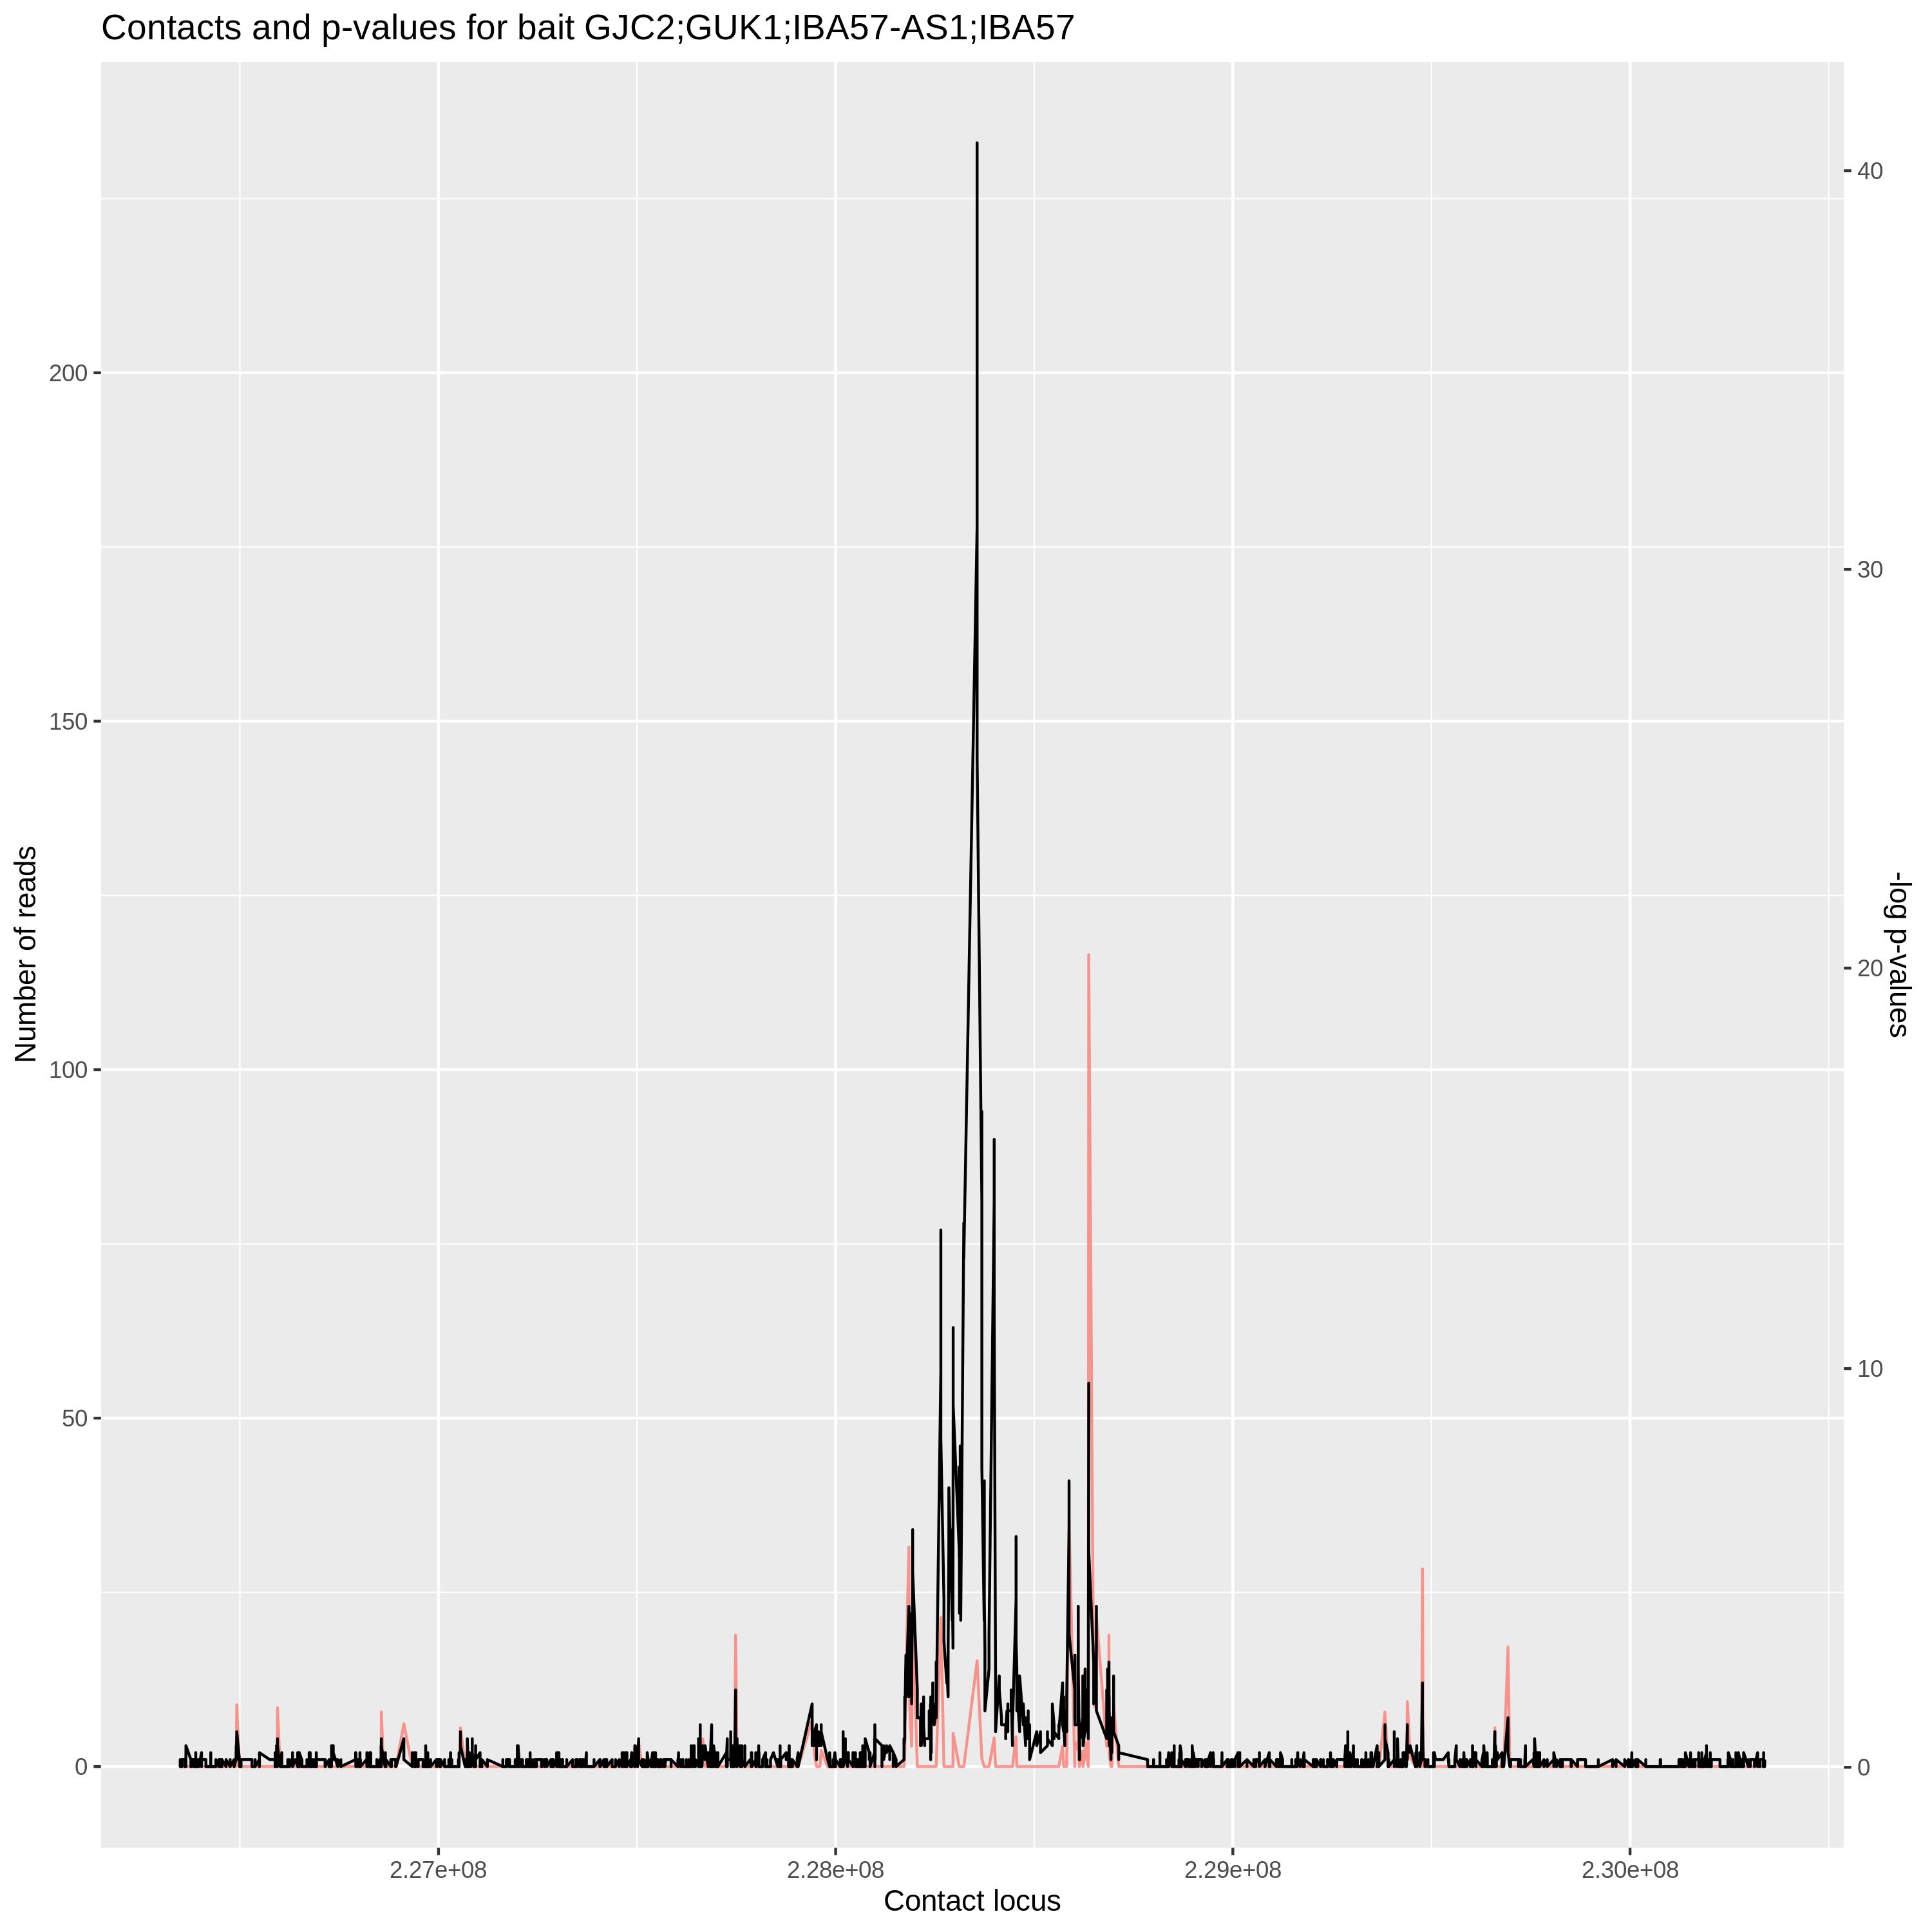 Contacts and p-values for bait GJC2;GUK1;IBA57-AS1;IBA57
Number of reads
200
150
100
50
0
40
30
20
10
0
-log p-values
2.27e+08
2.28e+08
2.29e+08
2.30e+08
Contact locus